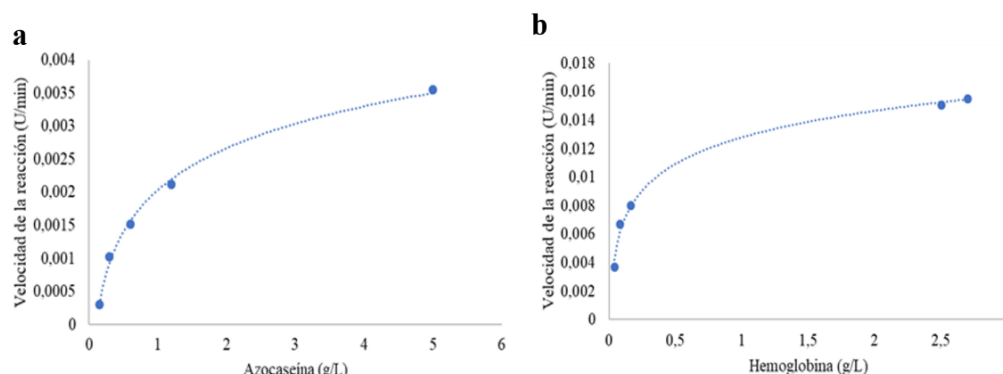 a
Velocidad de la reacción (U/min)
0,004
0,0035
0,003
0,0025
0,002
0,0015
0,001
0,0005
0
0 1 2 3 4 5 6
Azocaseína (g/L)
b
Velocidad de la reacción (U/min)
0,018
0,016
0,014
0,012
0,01
0,008
0,006
0,004
0,002
0
0 0,5 1 1,5 2 2,5
Hemoglobina (g/L)